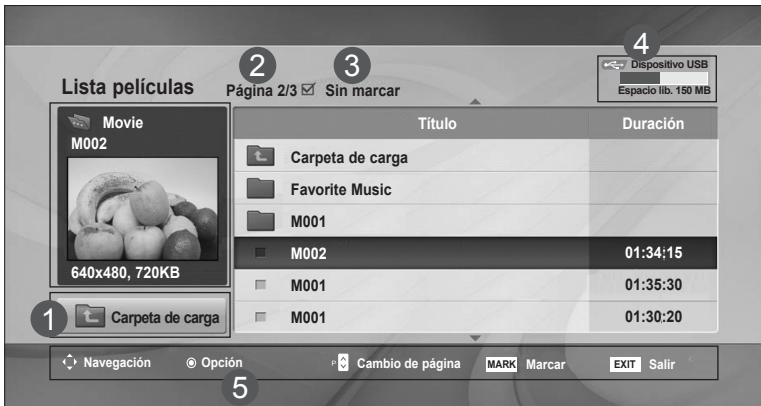 4
Dispositivo USB
2
3
Lista películas
Página 2/3 Sin marcar
Espacio lib. 150 MB
Movie
M002
640x480, 720KB
1
Carpeta de carga
Título Duración
Carpeta de carga
Favorite Music
M001
M002 01:34:15
M001 01:35:30
M001 01:30:20
Navegación Opción P Cambio de página MARK Marcar EXIT Salir
5